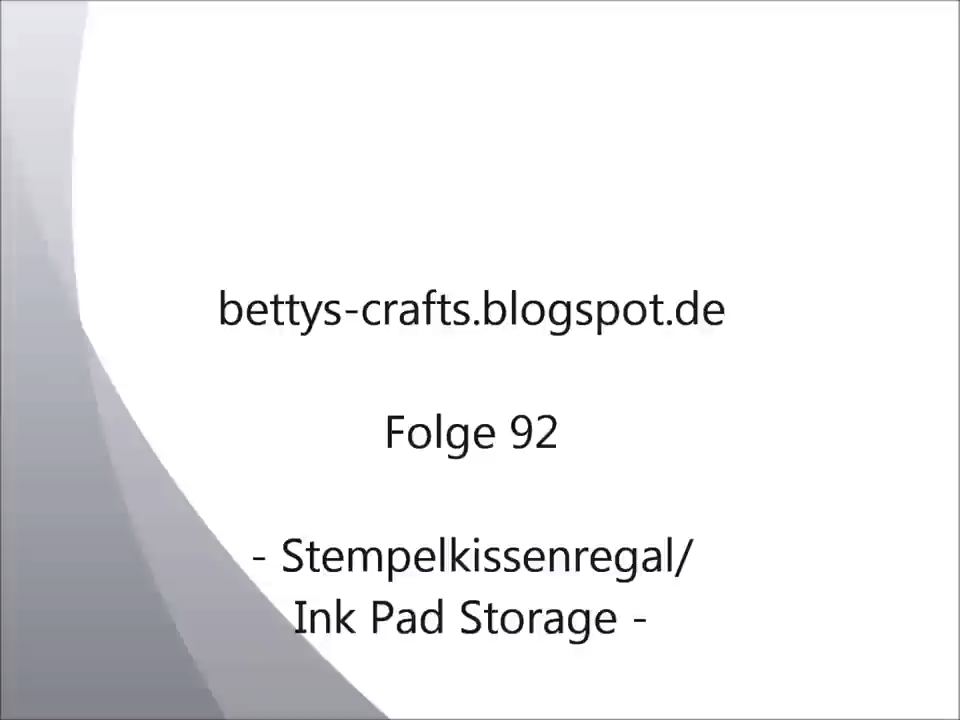 bettys-crafts.blogspot.de
Folge 92
- Stempelkissenregal/
Ink Pad Storage -